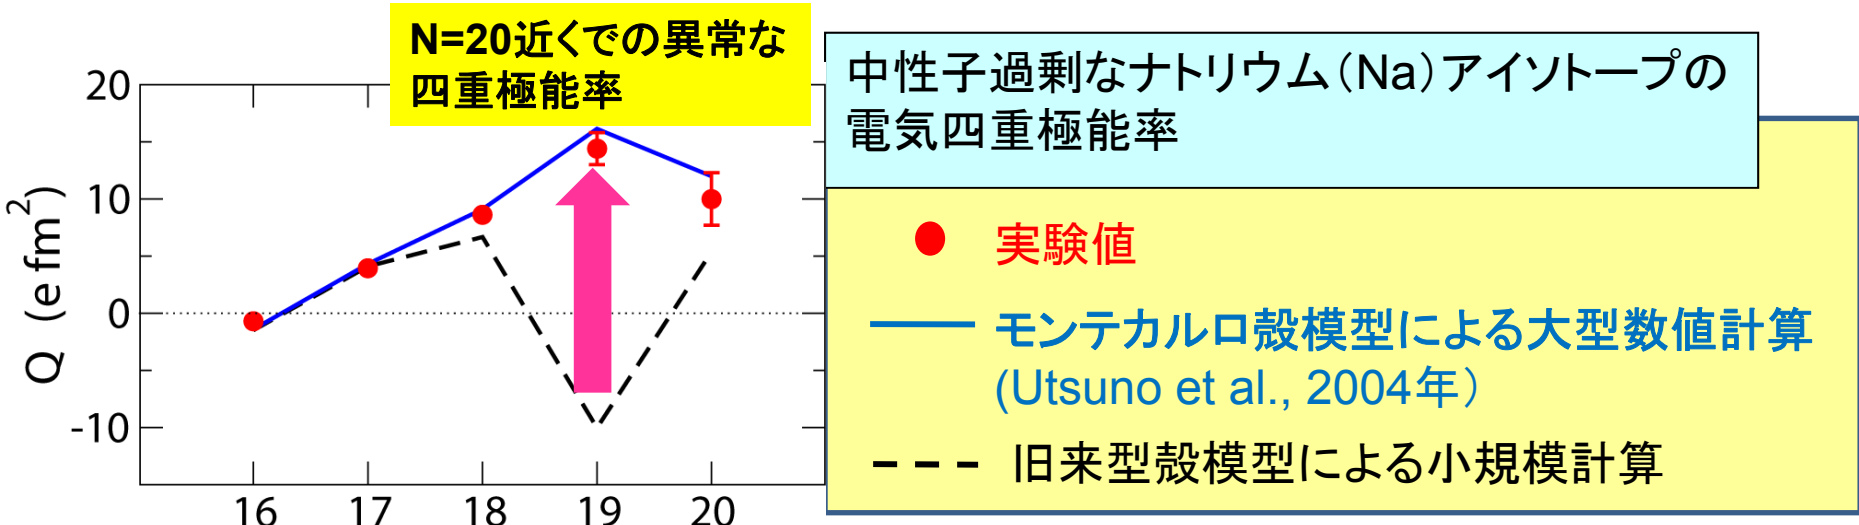 N=20近くでの異常な
四重極能率
中性子過剰なナトリウム(Na)アイソトープの
電気四重極能率
20
10
0
-10
Q (e fm²)
16 17 18 19 20
実験値
モンテカルロ殻模型による大型数値計算
(Utsuno et al., 2004年)
旧来型殻模型による小規模計算